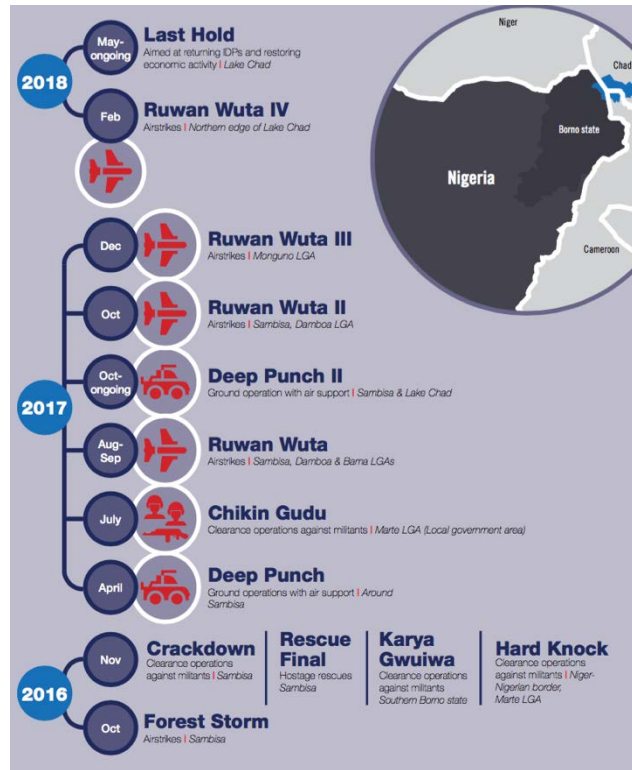 2018
May-
ongoing
Last Hold
Aimed at returning IDPs and restoring
economic activity | Lake Chad
Feb
Ruwan Wuta IV
Airstrikes | Northern edge of Lake Chad
Niger
Chad
Borno state
Nigeria
Cameroon
2017
Dec
Ruwan Wuta III
Airstrikes | Monguno LGA
Oct
Ruwan Wuta II
Airstrikes | Sambisa, Damboa LGA
Oct-
ongoing
Deep Punch II
Ground operation with air support | Sambisa & Lake Chad
Aug-
Sep
Ruwan Wuta
Airstrikes | Sambisa, Damboa & Bama LGAs
July
Chikin Gudu
Clearance operations against militants | Marte LGA (Local government area)
April
Deep Punch
Ground operations with air support | Around
Sambisa
2016
Nov
Crackdown
Clearance operations
against militants | Sambisa
Rescue
Final
Hostage rescues
Sambisa
Karya
Gwuiwa
Clearance operations
against militants
Southern Borno state
Hard Knock
Clearance operations
against militants | Niger-
Nigerian border,
Marte LGA
Oct
Forest Storm
Airstrikes | Sambisa